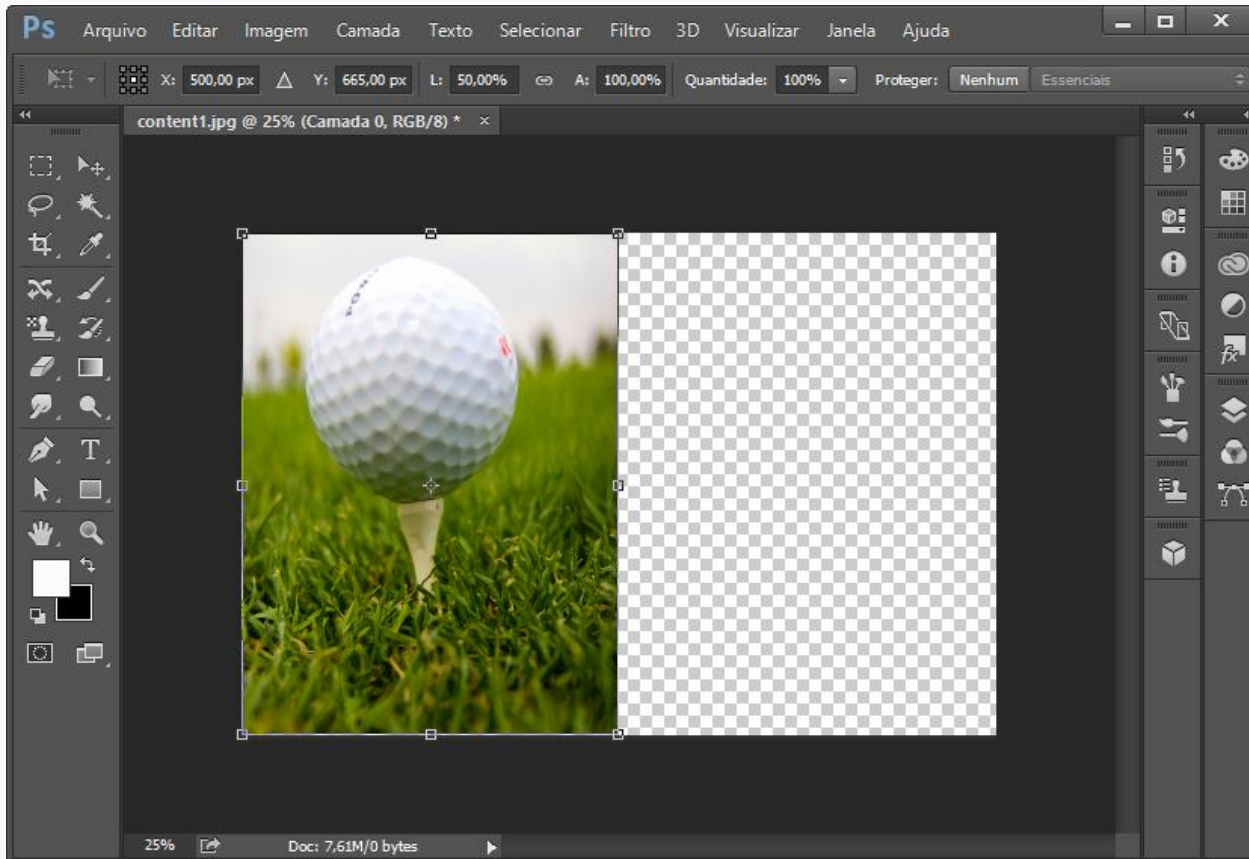 Ps Arquivo Editar Imagem Camada Texto Selecionar Filtro 3D Visualizar Janela Ajuda
X: 500,00 px Y: 665,00 px L: 50,00% A: 100,00% Quantidade: 100% Proteger: Nenhum Essenciais
content1.jpg @ 25% (Camada 0, RGB/8) * ×
T
fx
25% Doc: 7,61M/0 bytes